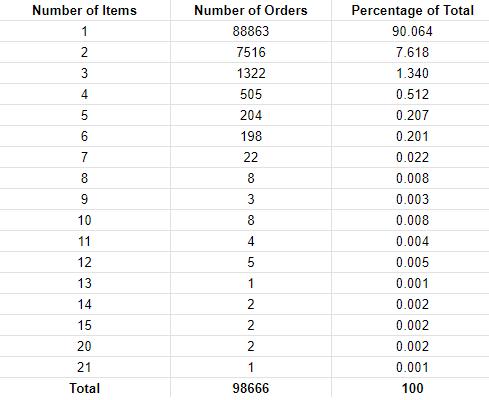 Number of Items Number of Orders Percentage of Total
1 88863 90.064
2 7516 7.618
3 1322 1.340
4 505 0.512
5 204 0.207
6 198 0.201
7 22 0.022
8 8 0.008
9 3 0.003
10 8 0.008
11 4 0.004
12 5 0.005
13 1 0.001
14 2 0.002
15 2 0.002
20 2 0.002
21 1 0.001
Total 98666 100